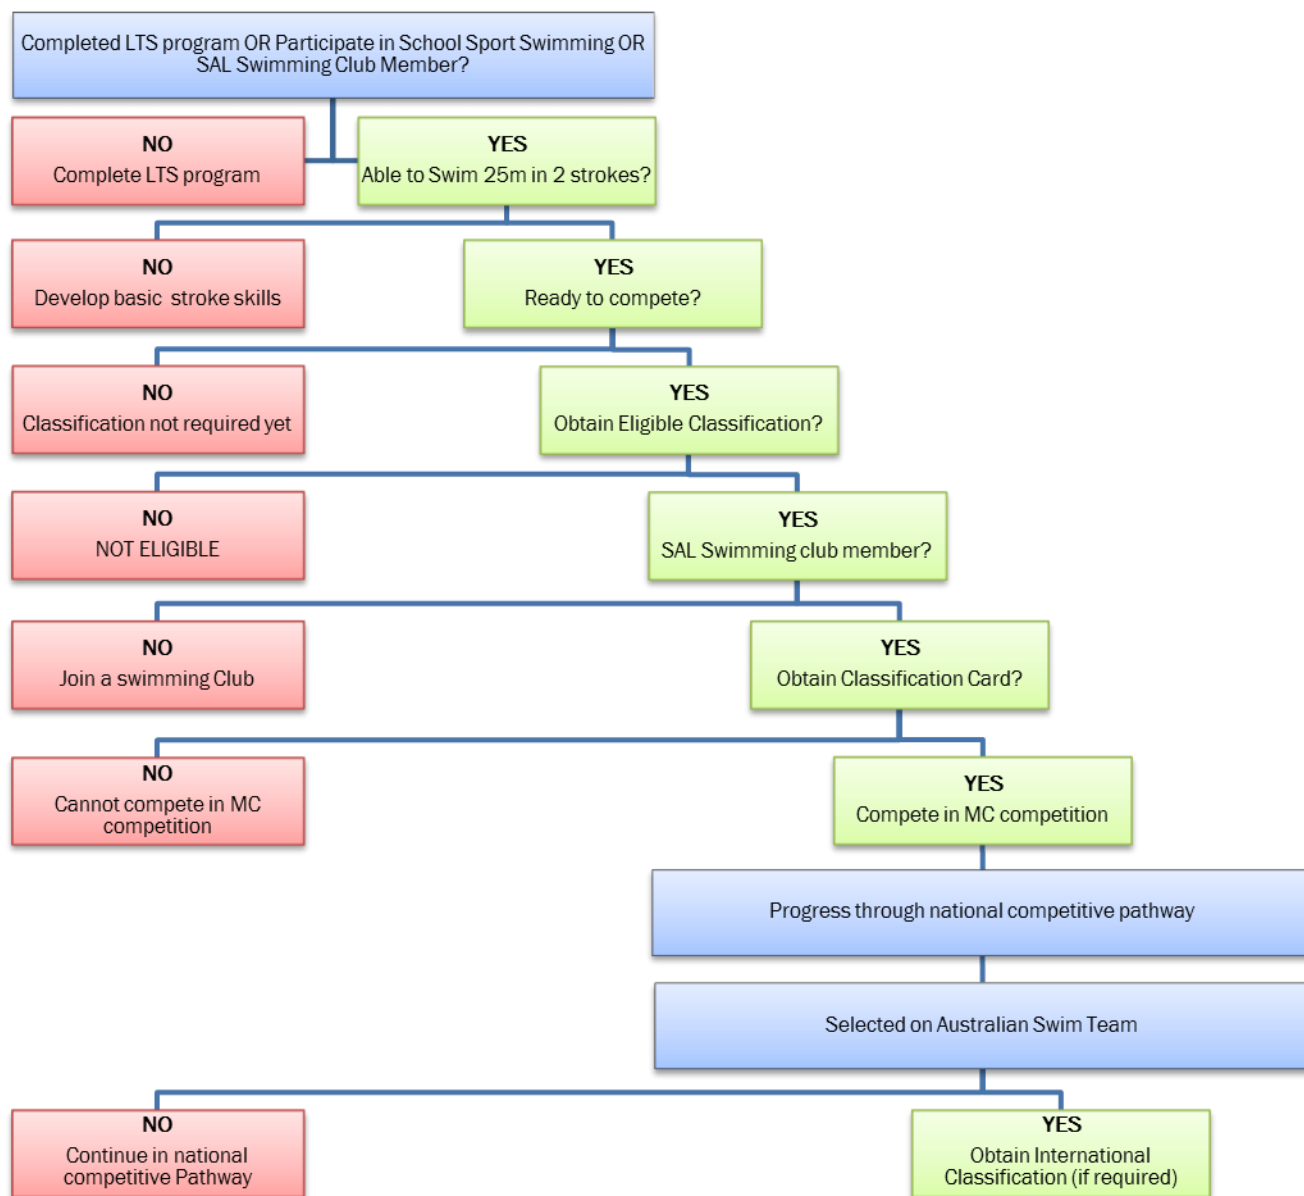 Completed LTS program OR Participate in School Sport Swimming OR
SAL Swimming Club Member?
NO
Complete LTS program
YES
Able to Swim 25m in 2 strokes?
NO
Develop basic stroke skills
YES
Ready to compete?
NO
Classification not required yet
YES
Obtain Eligible Classification?
NO
NOT ELIGIBLE
YES
SAL Swimming club member?
NO
Join a swimming Club
YES
Obtain Classification Card?
NO
Cannot compete in MC
competition
YES
Compete in MC competition
Progress through national competitive pathway
Selected on Australian Swim Team
NO
Continue in national
competitive Pathway
YES
Obtain International
Classification (if required)